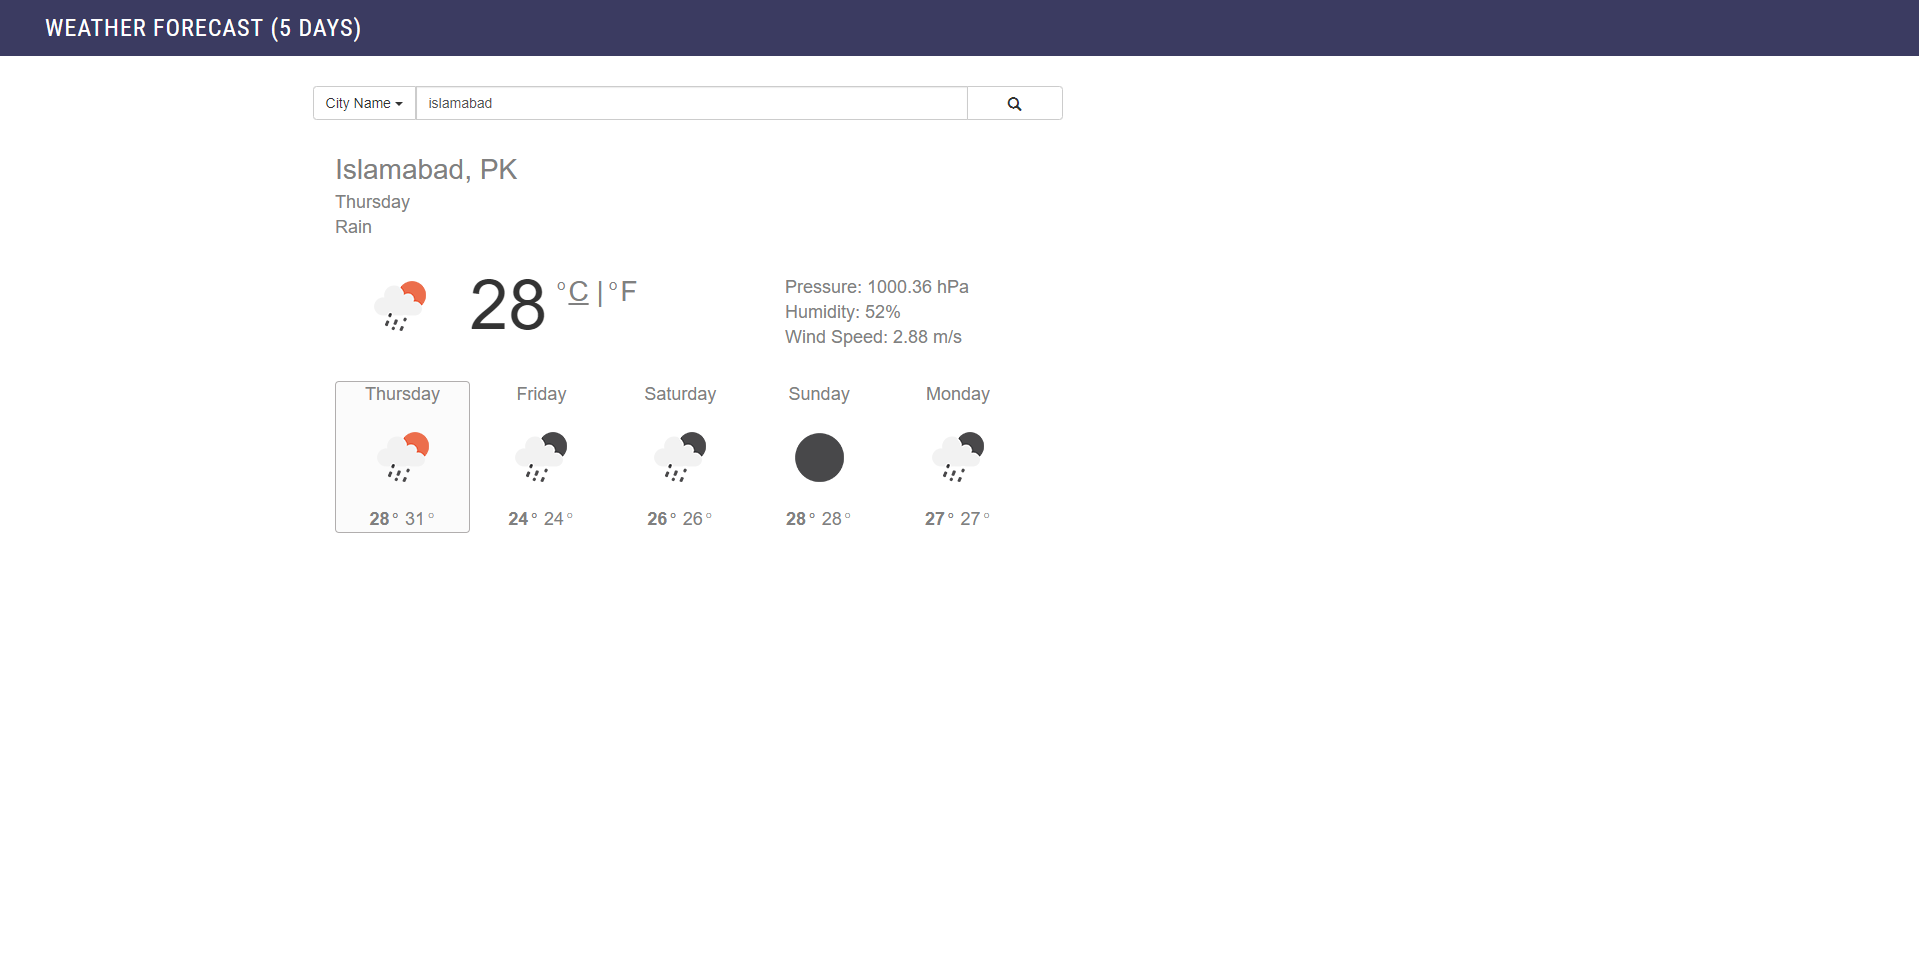 WEATHER FORECAST (5 DAYS)
City Name islamabad
Islamabad, PK
Thursday
Rain
28 °C | °F
Pressure: 1000.36 hPa
Humidity: 52%
Wind Speed: 2.88 m/s
Thursday Friday Saturday Sunday Monday
28° 31° 24° 24° 26° 26° 28° 28° 27° 27°